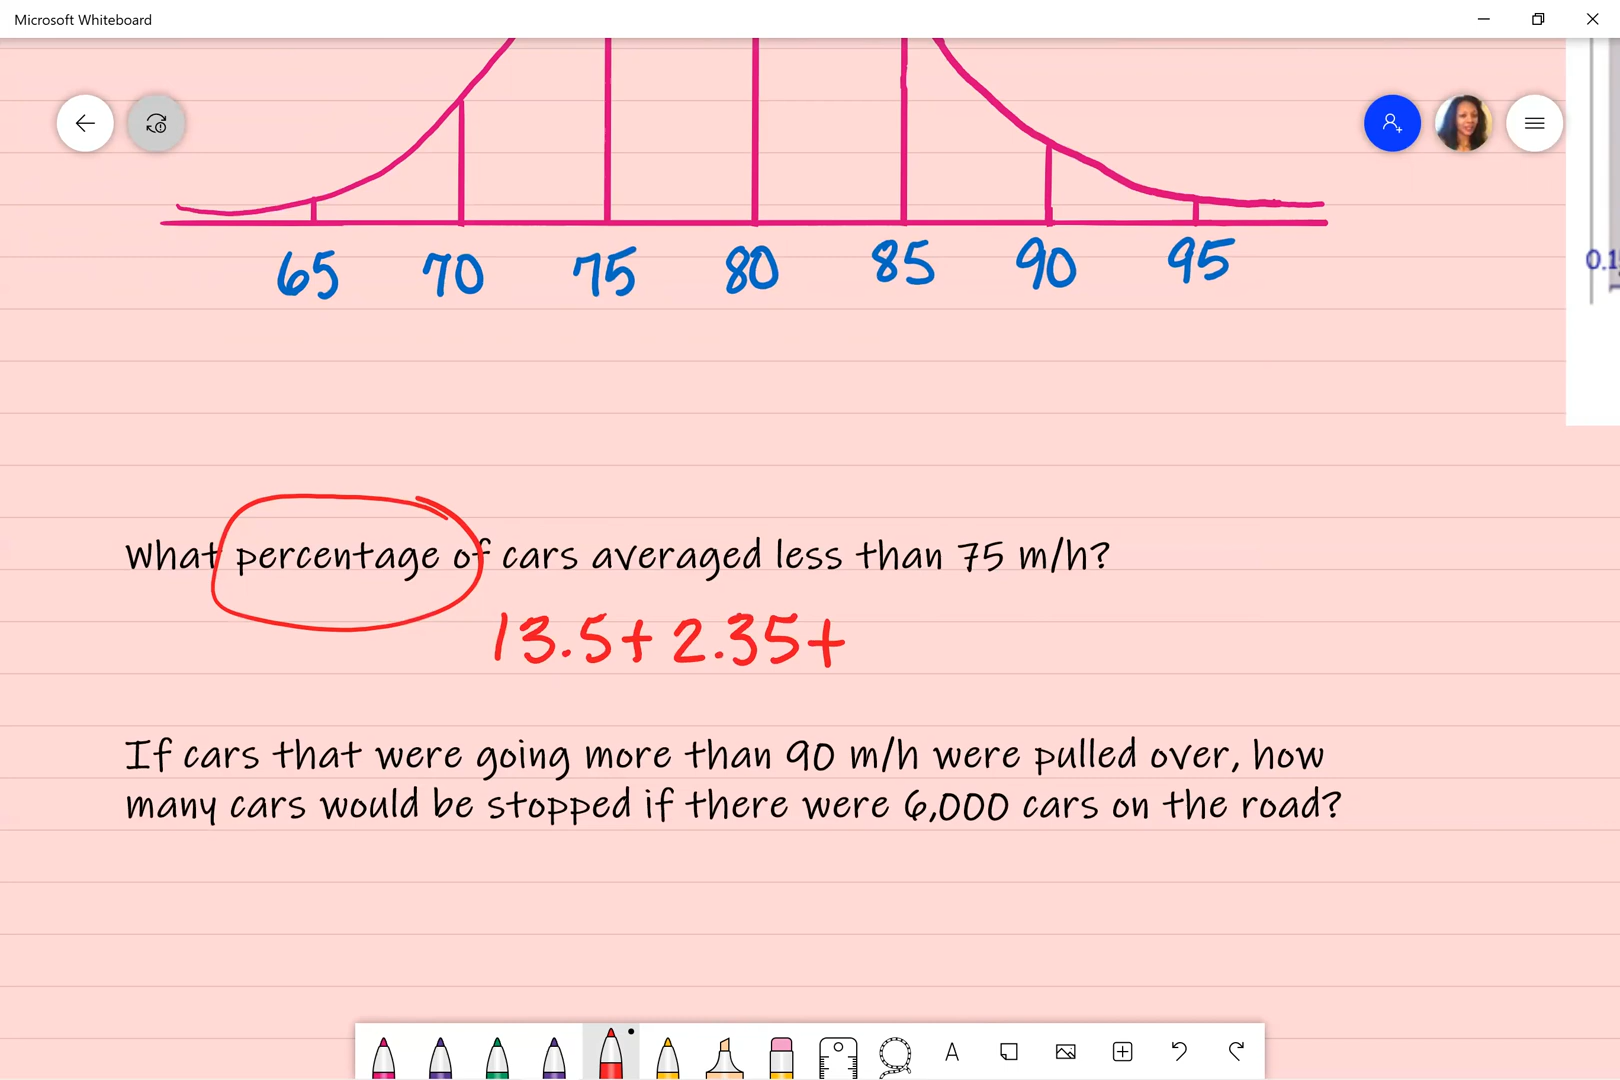 Microsoft Whiteboard
65 70 75 80 85 90 95
0.1
What percentage of cars averaged less than 75 m/h?
13.5+ 2.35+
If cars that were going more than 90 m/h were pulled over, how
many cars would be stopped if there were 6,000 cars on the road?
A